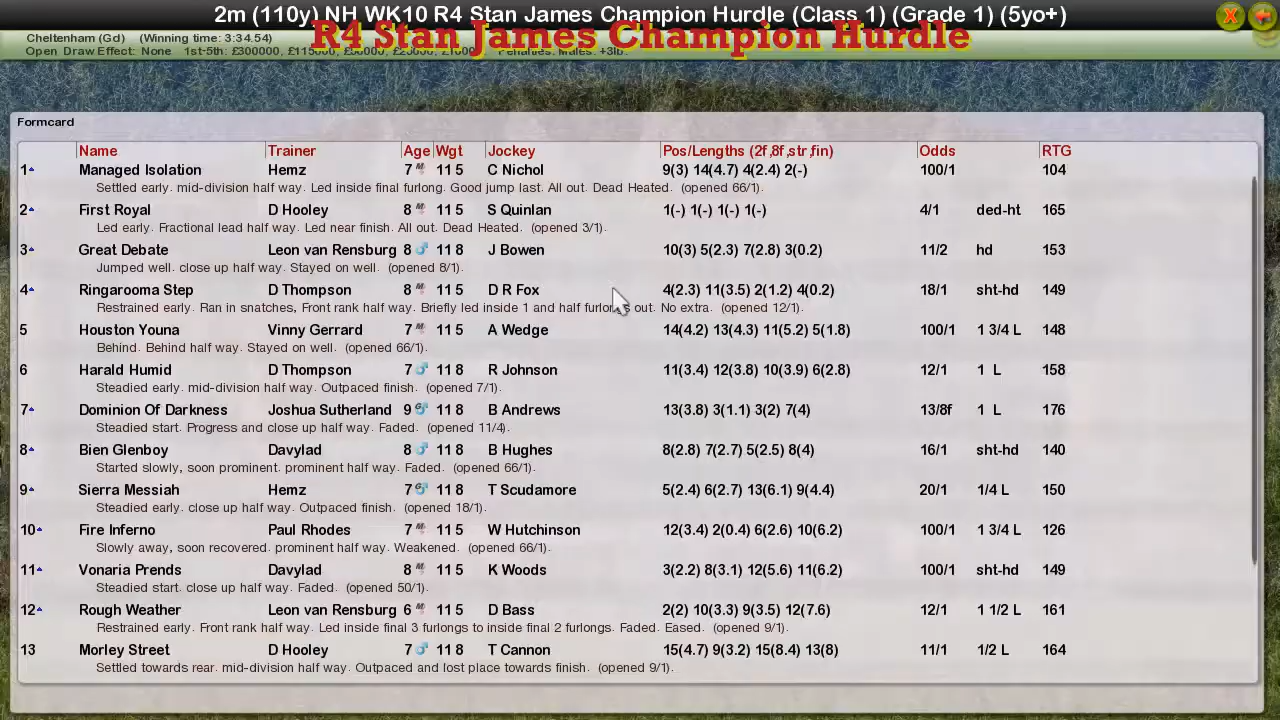 2m (110y) NH WK10 R4 Stan James Champion Hurdle (Class 1) (Grade 1) (5yo+)
R4 Stan James Champion Hurdle
Cheltenham (Gd) (Winning time: 3:34.54)
Open Draw Effect: None 1st-5th: £300000, Penalties: Males: +3lb.
Formcard
Name Trainer Age Wgt Jockey Pos/Lengths (2f,8f,str,fin) Odds RTG
1 Managed Isolation Hemz 7 11 5 C Nichol 9(3) 14(4.7) 4(2.4) 2(-) 100/1 104
Settled early. mid-division half way. Led inside final furlong. Good jump last. All out. Dead Heated. (opened 66/1).
2 First Royal D Hooley 8 11 5 S Quinlan 1(-) 1(-) 1(-) 1(-) 4/1 ded-ht 165
Led early. Fractional lead half way. Led near finish. All out. Dead Heated. (opened 3/1).
3 Great Debate Leon van Rensburg 8 11 8 J Bowen 10(3) 5(2.3) 7(2.8) 3(0.2) 11/2 hd 153
Jumped well. close up half way. Stayed on well. (opened 8/1).
4 Ringarooma Step D Thompson 8 11 5 D R Fox 4(2.3) 11(3.5) 2(1.2) 4(0.2) 18/1 sht-hd 149
Restrained early. Ran in snatches, Front rank half way. Briefly led inside 1 and half furlongs out. No extra. (opened 12/1).
5 Houston Youna Vinny Gerrard 7 11 5 A Wedge 14(4.2) 13(4.3) 11(5.2) 5(1.8) 100/1 1 3/4 L 148
Behind. Behind half way. Stayed on well. (opened 66/1).
6 Harald Humid D Thompson 7 11 8 R Johnson 11(3.4) 12(3.8) 10(3.9) 6(2.8) 12/1 1 L 158
Steadied early. mid-division half way. Outpaced finish. (opened 7/1).
7 Dominion Of Darkness Joshua Sutherland 9 11 8 B Andrews 13(3.8) 3(1.1) 3(2) 7(4) 13/8f 1 L 176
Steadied start. Progress and close up half way. Faded. (opened 11/4).
8 Bien Glenboy Davylad 8 11 8 B Hughes 8(2.8) 7(2.7) 5(2.5) 8(4) 16/1 sht-hd 140
Started slowly, soon prominent. prominent half way. Faded. (opened 66/1).
9 Sierra Messiah Hemz 7 11 8 T Scudamore 5(2.4) 6(2.7) 13(6.1) 9(4.4) 20/1 1/4 L 150
Steadied early. close up half way. Outpaced finish. (opened 18/1).
10 Fire Inferno Paul Rhodes 7 11 5 W Hutchinson 12(3.4) 2(0.4) 6(2.6) 10(6.2) 100/1 1 3/4 L 126
Slowly away, soon recovered. prominent half way. Weakened. (opened 66/1).
11 Vonaria Prends Davylad 8 11 5 K Woods 3(2.2) 8(3.1) 12(5.6) 11(6.2) 100/1 sht-hd 149
Steadied start. close up half way. Faded. (opened 50/1).
12 Rough Weather Leon van Rensburg 6 11 5 D Bass 2(2) 10(3.3) 9(3.5) 12(7.6) 12/1 1 1/2 L 161
Restrained early. Front rank half way. Led inside final 3 furlongs to inside final 2 furlongs. Faded. Eased. (opened 9/1).
13 Morley Street D Hooley 7 11 8 T Cannon 15(4.7) 9(3.2) 15(8.4) 13(8) 11/1 1/2 L 164
Settled towards rear. mid-division half way. Outpaced and lost place towards finish. (opened 9/1).